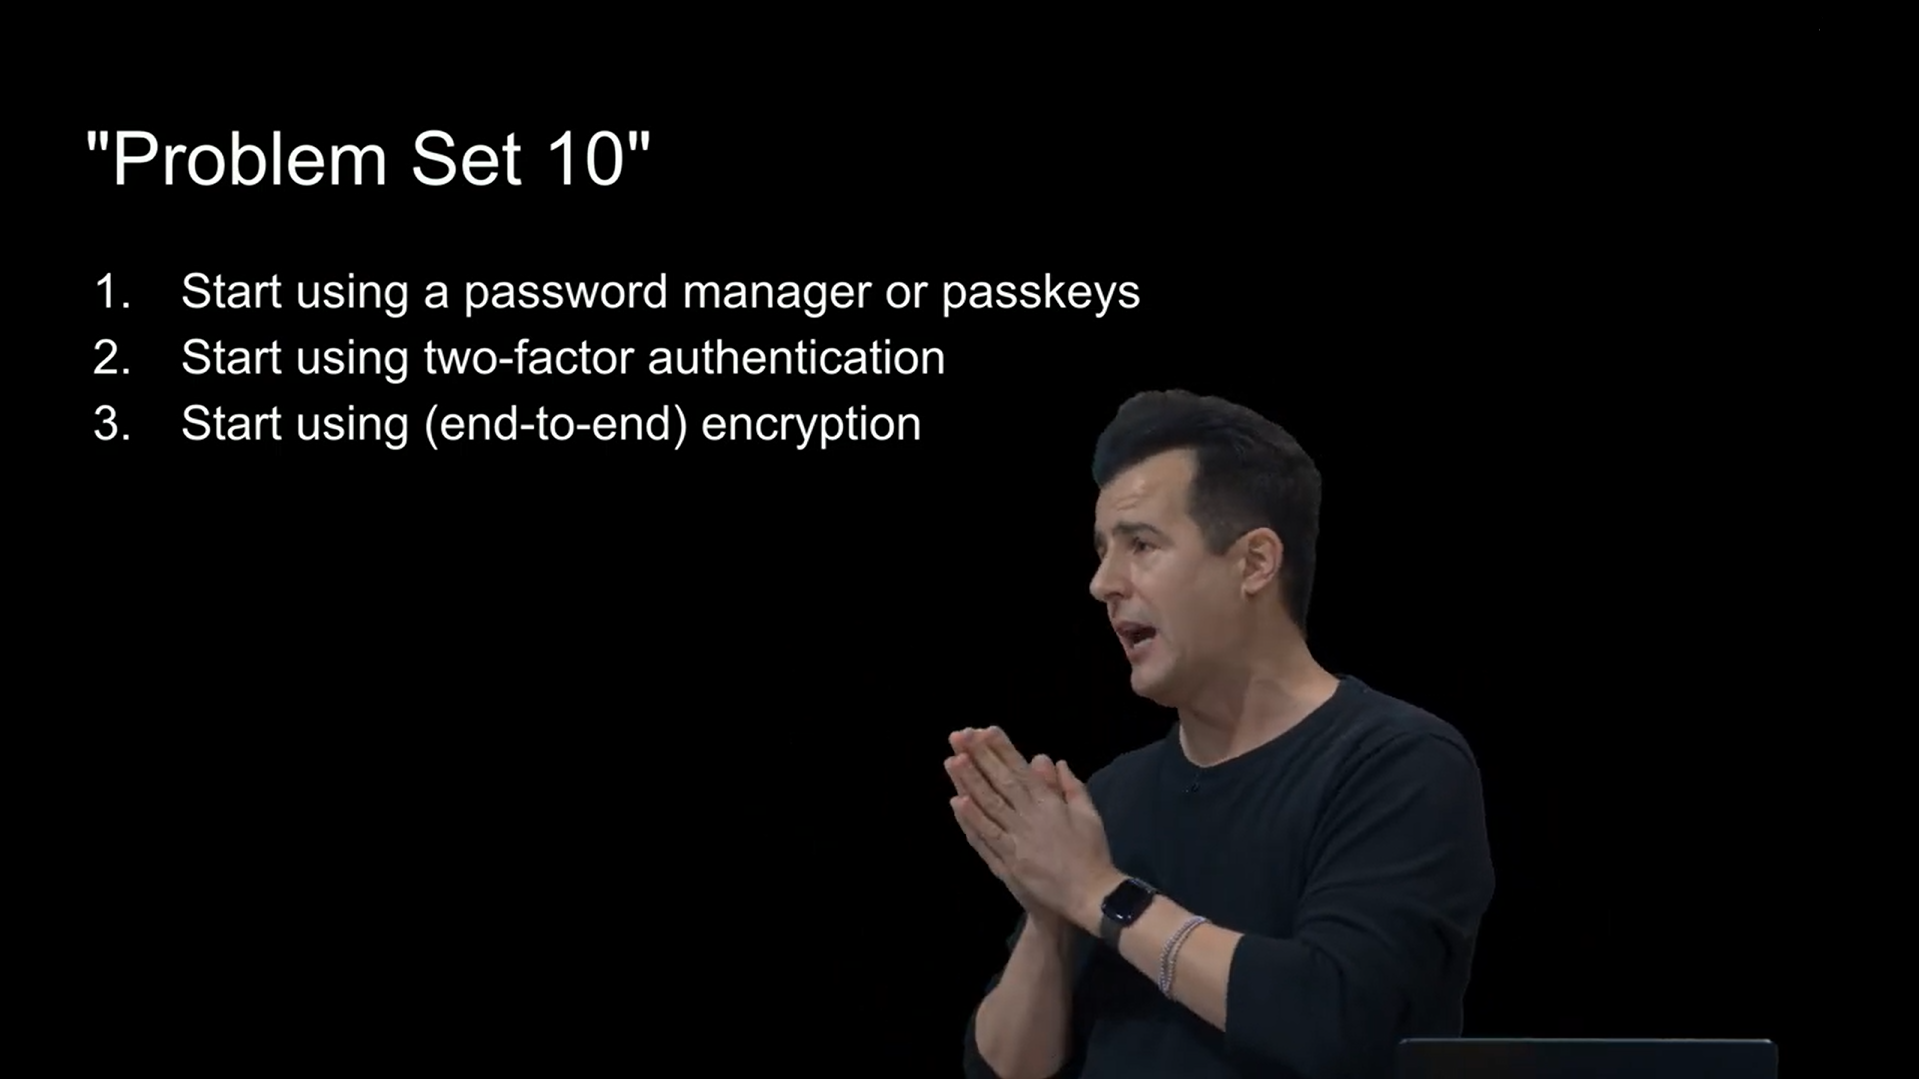 "Problem Set 10"
1. Start using a password manager or passkeys
2. Start using two-factor authentication
3. Start using (end-to-end) encryption